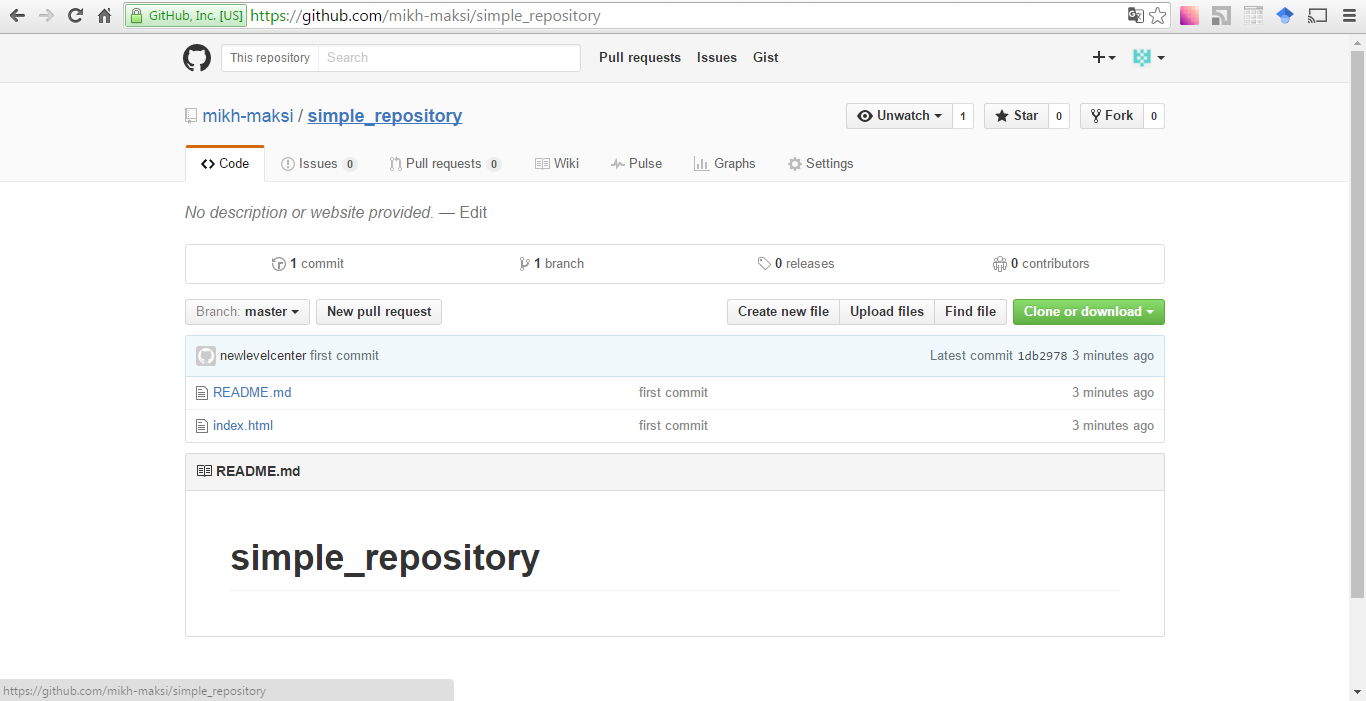 GitHub, Inc. [US] https://github.com/mikh-maksi/simple_repository
This repository Search Pull requests Issues Gist
mikh-maksi / simple_repository Unwatch 1 Star 0 Fork 0
Code Issues 0 Pull requests 0 Wiki Pulse Graphs Settings
No description or website provided. — Edit
1 commit 1 branch 0 releases 0 contributors
Branch: master New pull request Create new file Upload files Find file Clone or download
newlevelcenter first commit Latest commit 1db2978 3 minutes ago
README.md first commit 3 minutes ago
index.html first commit 3 minutes ago
README.md
simple_repository
https://github.com/mikh-maksi/simple_repository